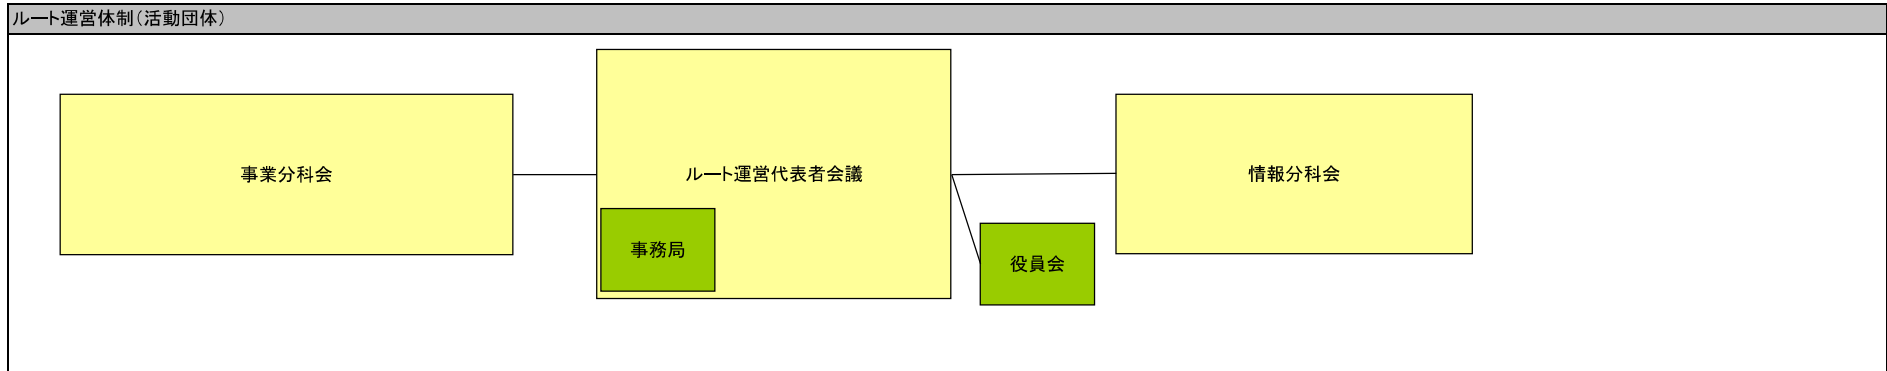 ルート運営体制(活動団体)
事業分科会
ルート運営代表者会議
情報分科会
事務局
役員会